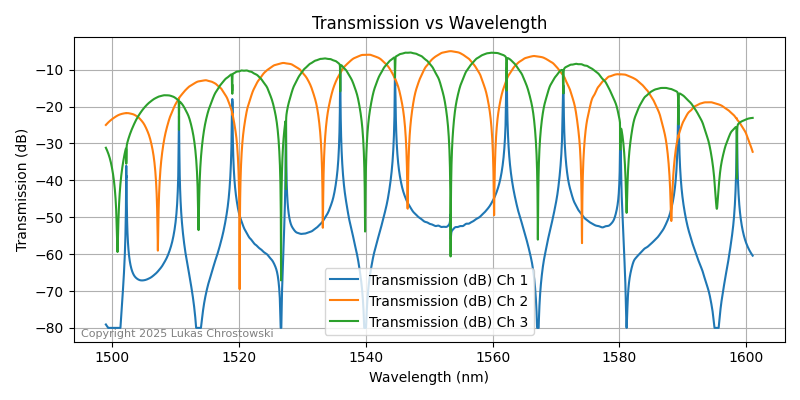 Transmission vs Wavelength
Transmission (dB)
−10
−20
−30
−40
−50
−60
−70
−80
Transmission (dB) Ch 1
Transmission (dB) Ch 2
Transmission (dB) Ch 3
Copyright 2025 Lukas Chrostowski
1500 1520 1540 1560 1580 1600
Wavelength (nm)